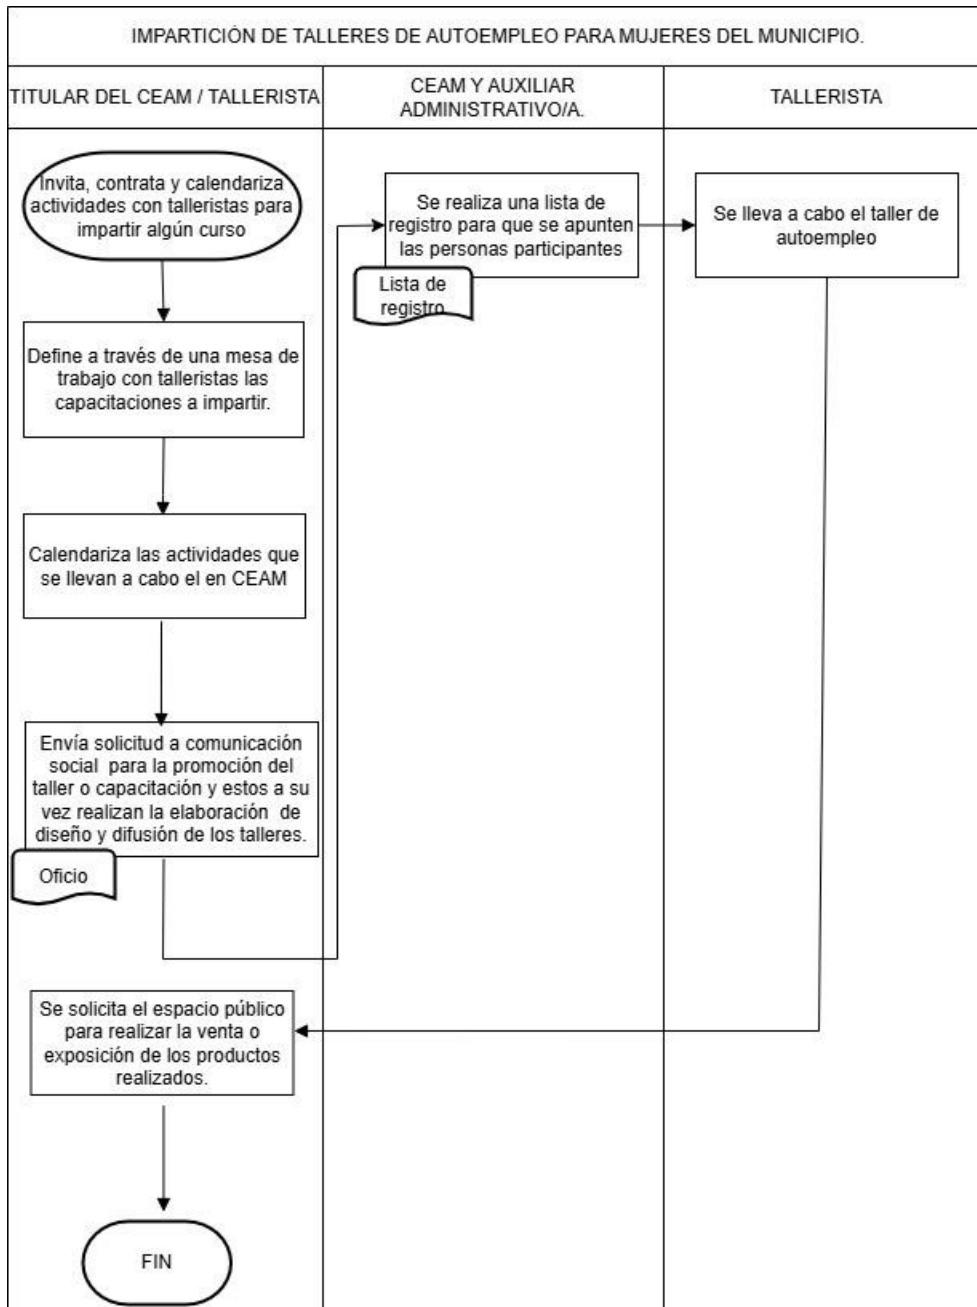 IMPARTICIÓN DE TALLERES DE AUTOEMPLEO PARA MUJERES DEL MUNICIPIO.
TITULAR DEL CEAM / TALLERISTA
CEAM Y AUXILIAR
ADMINISTRATIVO/A.
TALLERISTA
Invita, contrata y calendariza
actividades con talleristas para
impartir algún curso
Define a través de una mesa de
trabajo con talleristas las
capacitaciones a impartir.
Calendariza las actividades que
se llevan a cabo el en CEAM
Envía solicitud a comunicación
social para la promoción del
taller o capacitación y estos a su
vez realizan la elaboración de
diseño y difusión de los talleres.
Oficio
Se realiza una lista de
registro para que se apunten
las personas participantes
Lista de
registro
Se lleva a cabo el taller de
autoempleo
Se solicita el espacio público
para realizar la venta o
exposición de los productos
realizados.
FIN